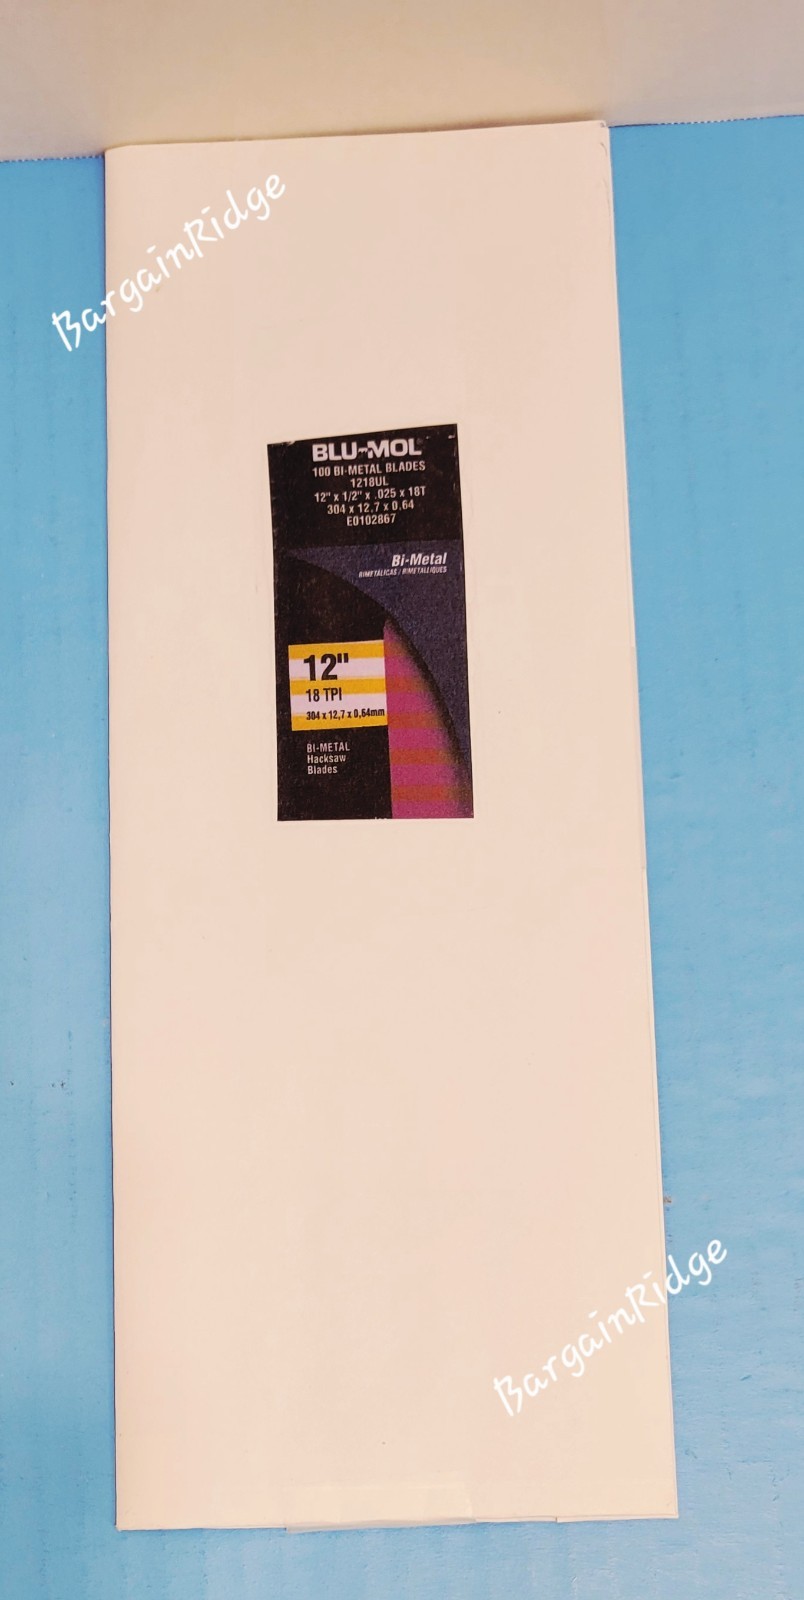 BargainRidge
BLU-MOL
100 BI-METAL BLADES
1218UL
12" x 1/2" x .025 x 18T
304 x 12,7 x 0,64
E0102867
Bi-Metal
BIMETÁLICAS / BIMETALLIQUES
12"
18 TPI
304 x 12,7 x 0,64mm
BI-METAL
Hacksaw
Blades
BargainRidge